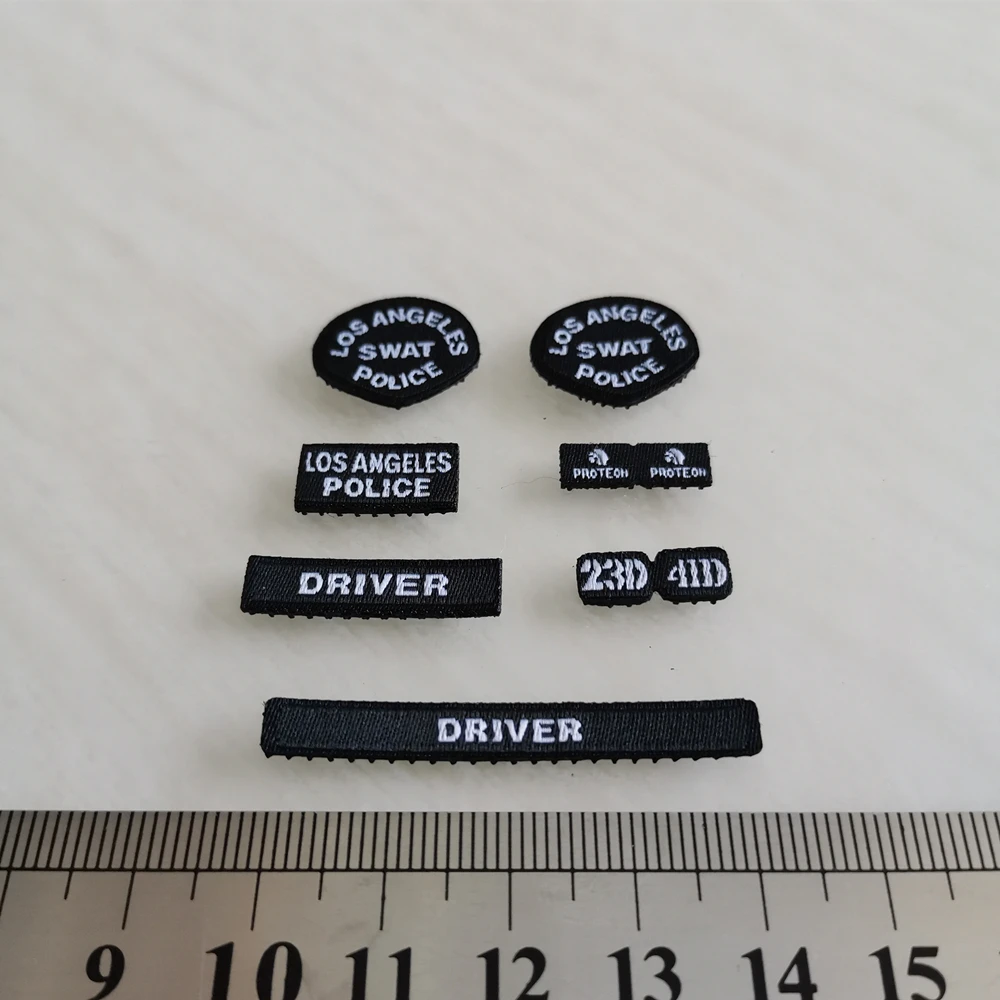 LOS ANGELES
SWAT
POLICE
LOS ANGELES
SWAT
POLICE
LOS ANGELES
POLICE
PROTECH PROTECH
DRIVER
23D 41D
DRIVER
9 10 11 12 13 14 15